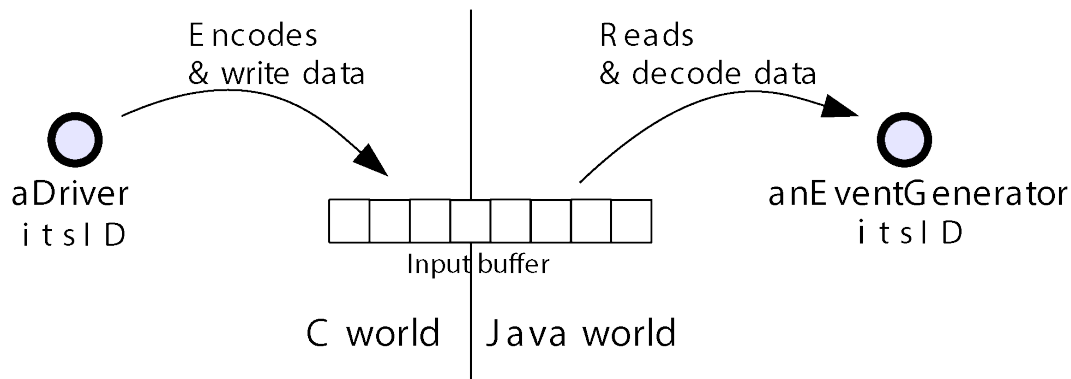 Encodes
& write data
Reads
& decode data
aDriver
itsID
anEventGenerator
itsID
Input buffer
C world
Java world